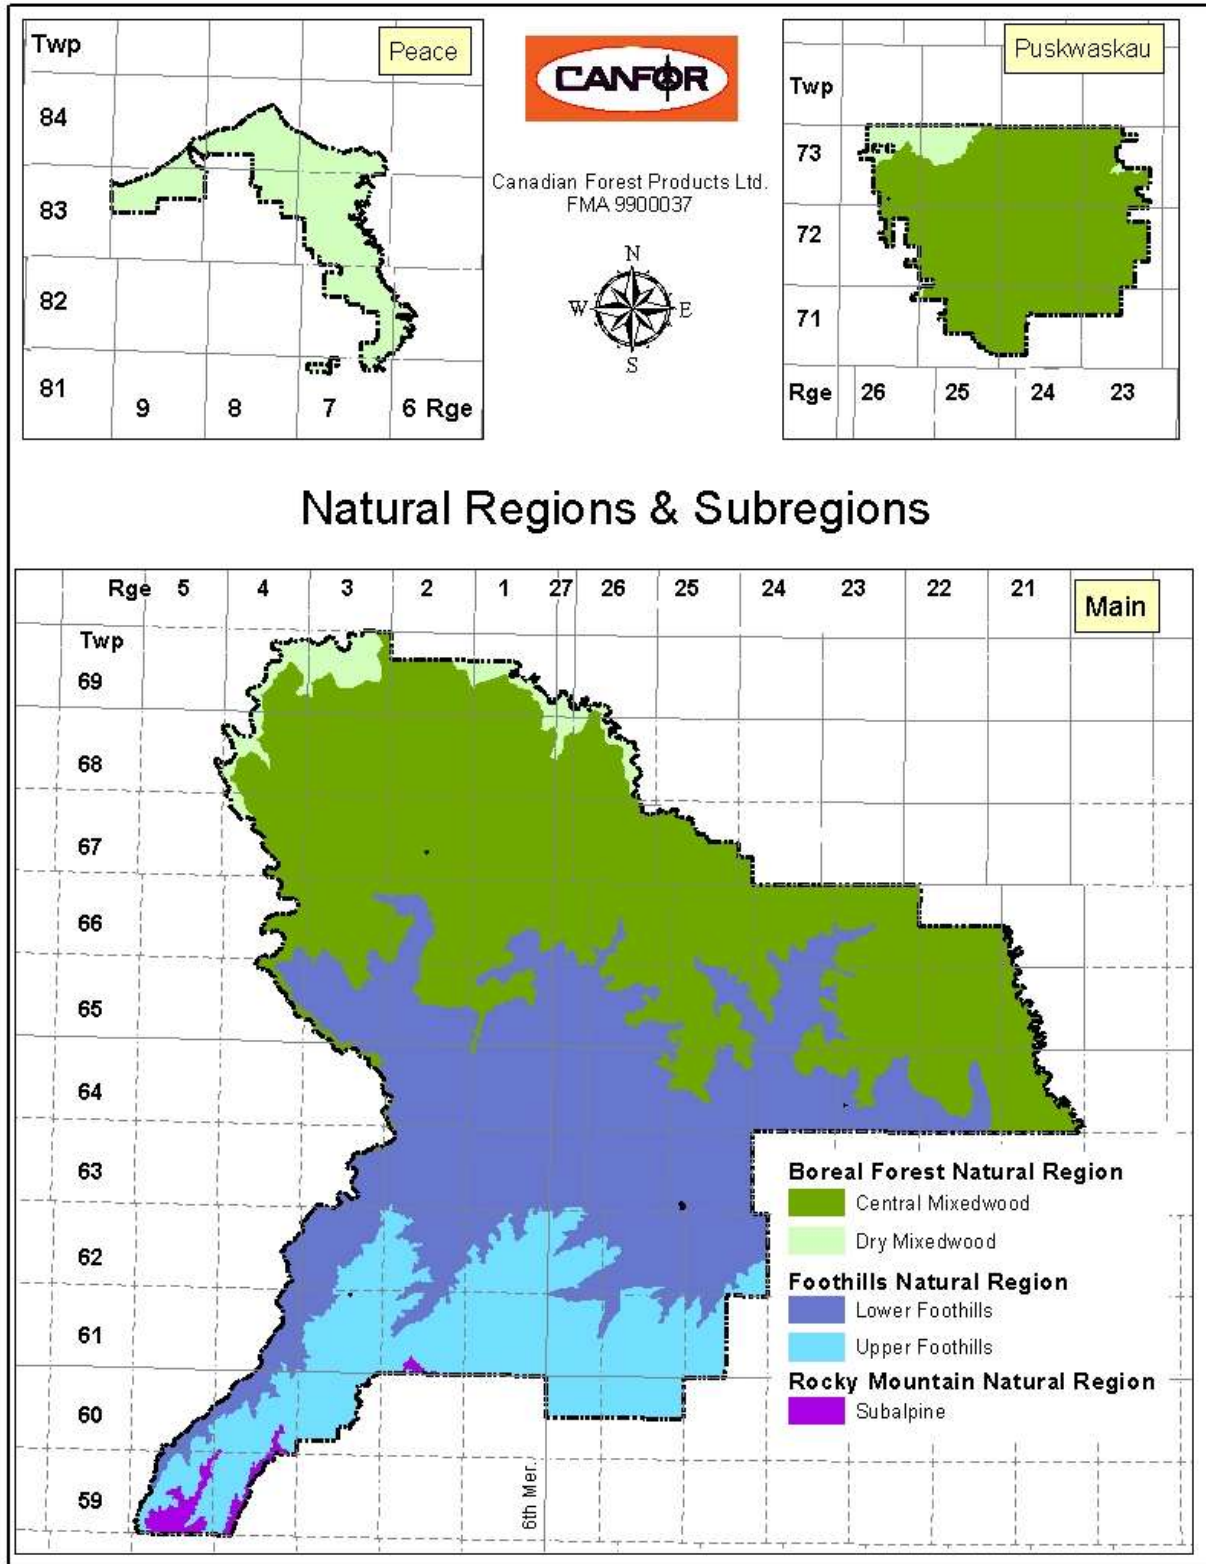 Twp
Peace
84
83
82
81
9 8 7 6 Rge
CANFOR
Canadian Forest Products Ltd.
FMA 9900037
N
W E
S
Puskwaskau
Twp
73
72
71
Rge 26 25 24 23
Natural Regions & Subregions
Rge 5 4 3 2 1 27 26 25 24 23 22 21
Main
Twp
69
68
67
66
65
64
63
62
61
60
59
6th Mer.
Boreal Forest Natural Region
Central Mixedwood
Dry Mixedwood
Foothills Natural Region
Lower Foothills
Upper Foothills
Rocky Mountain Natural Region
Subalpine